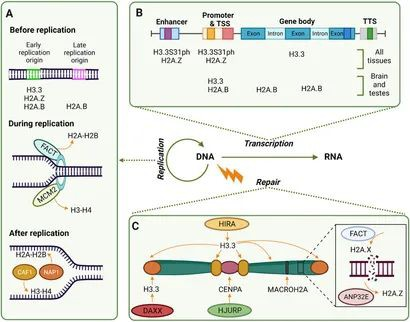 A
Before replication
Early replication origin
Late replication origin
H3.3
H2A.Z
H2A.B
H2A.B
During replication
FACT
H2A-H2B
MCM2
H3-H4
After replication
H2A-H2B
CAF1
NAP1
H3-H4
B
Enhancer
Promoter & TSS
Gene body
TTS
Exon
Intron
Exon
Intron
Exon
H3.3S31ph
H2A.Z
H3.3S31ph
H2A.Z
H3.3
All tissues
H3.3
H2A.B
H2A.B
H2A.B
Brain and testes
Replication
DNA
Transcription
RNA
Repair
C
HIRA
H3.3
H3.3
CENPA
MACROH2A
DAXX
HJURP
FACT
H2A.X
ANP32E
H2A.Z